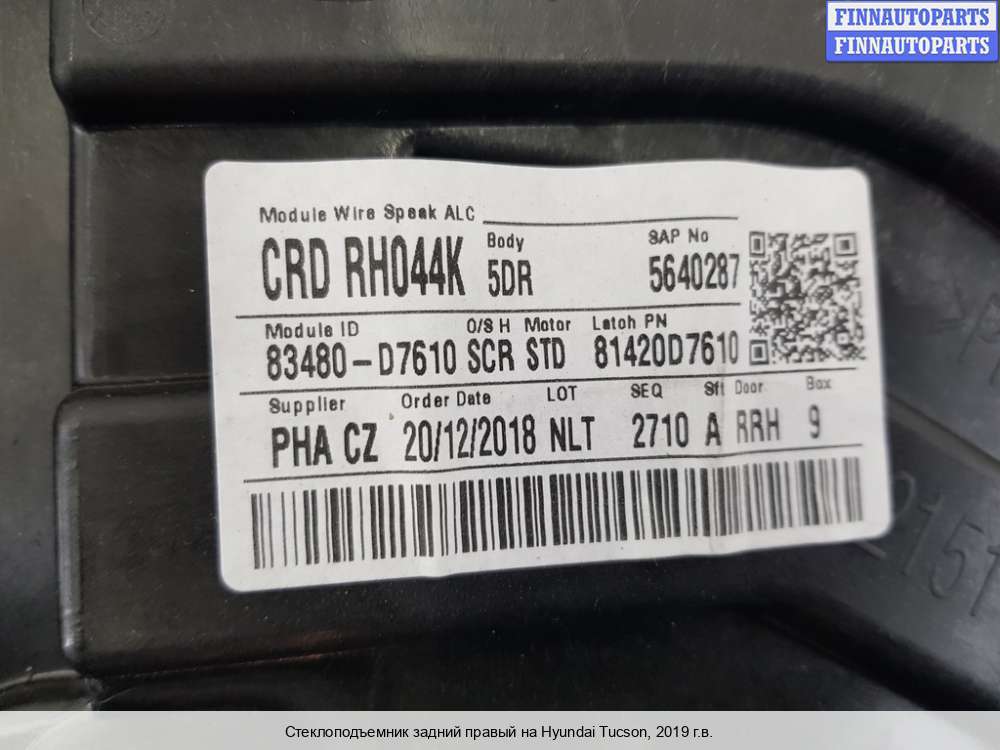 FINNAUTOPARTS
FINNAUTOPARTS
Module Wire Speak ALC
CRD RH044K
Body
5DR
SAP No
5640287
Module ID O/S H Motor Latch PN
83480-D7610 SCR STD 81420D7610
Supplier Order Date LOT SEQ Sft Door Box
PHA CZ 20/12/2018 NLT 2710 A RRH 9
2151
Стеклоподъемник задний правый на Hyundai Tucson, 2019 г.в.